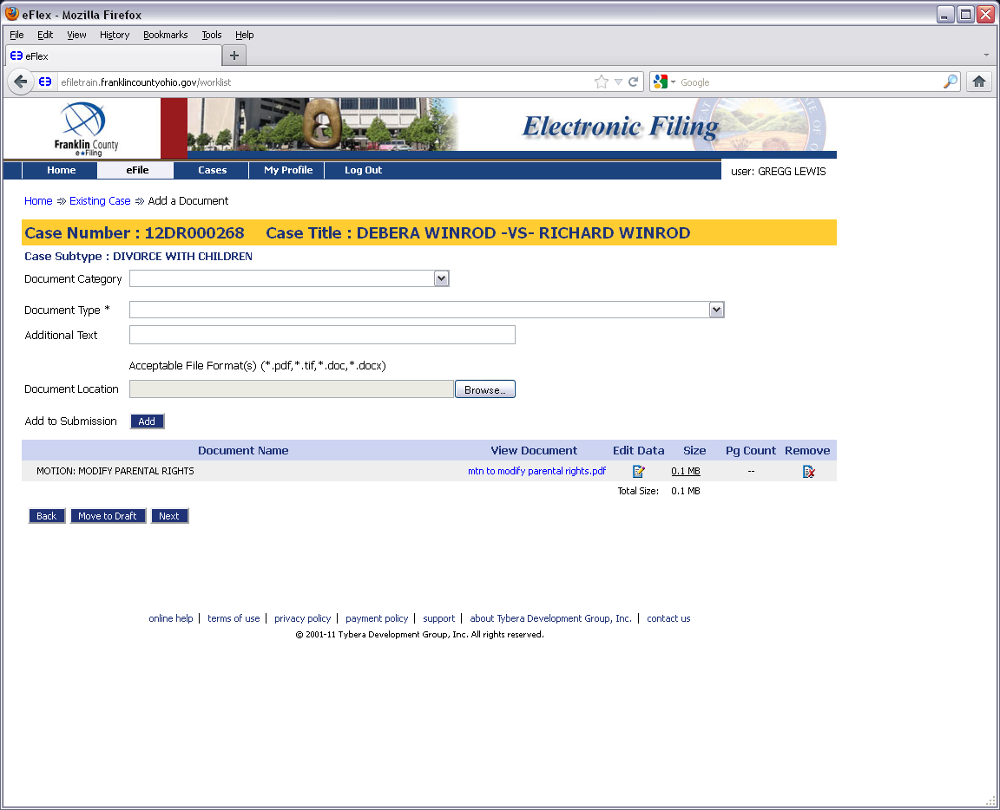 eFlex - Mozilla Firefox
File Edit View History Bookmarks Tools Help
eFlex
efiletrain.franklincountyohio.gov/worklist
Google
Franklin County
e★Filing
Electronic Filing
Home eFile Cases My Profile Log Out
user: GREGG LEWIS
Home ⇒ Existing Case ⇒ Add a Document
Case Number : 12DR000268 Case Title : DEBERA WINROD -VS- RICHARD WINROD
Case Subtype : DIVORCE WITH CHILDREN
Document Category
Document Type *
Additional Text
Acceptable File Format(s) (*.pdf,*.tif,*.doc,*.docx)
Document Location Browse...
Add to Submission Add
Document Name View Document Edit Data Size Pg Count Remove
MOTION: MODIFY PARENTAL RIGHTS mtn to modify parental rights.pdf 0.1 MB --
Total Size: 0.1 MB
Back Move to Draft Next
online help | terms of use | privacy policy | payment policy | support | about Tybera Development Group, Inc. | contact us
© 2001-11 Tybera Development Group, Inc. All rights reserved.